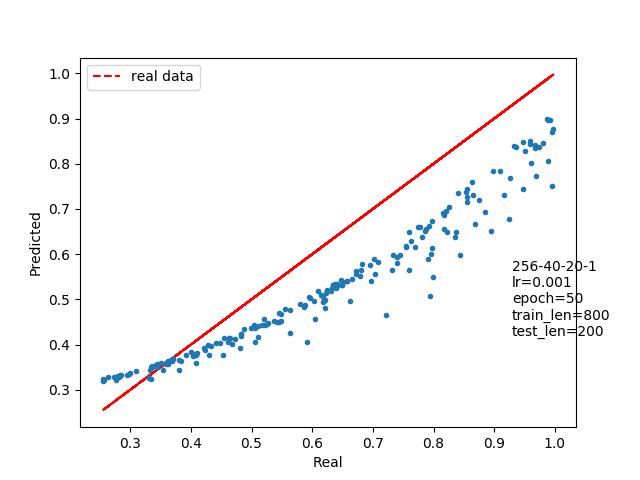 real data
1.0
0.9
0.8
0.7
0.6
0.5
0.4
0.3
Predicted
256-40-20-1
lr=0.001
epoch=50
train_len=800
test_len=200
0.3 0.4 0.5 0.6 0.7 0.8 0.9 1.0
Real